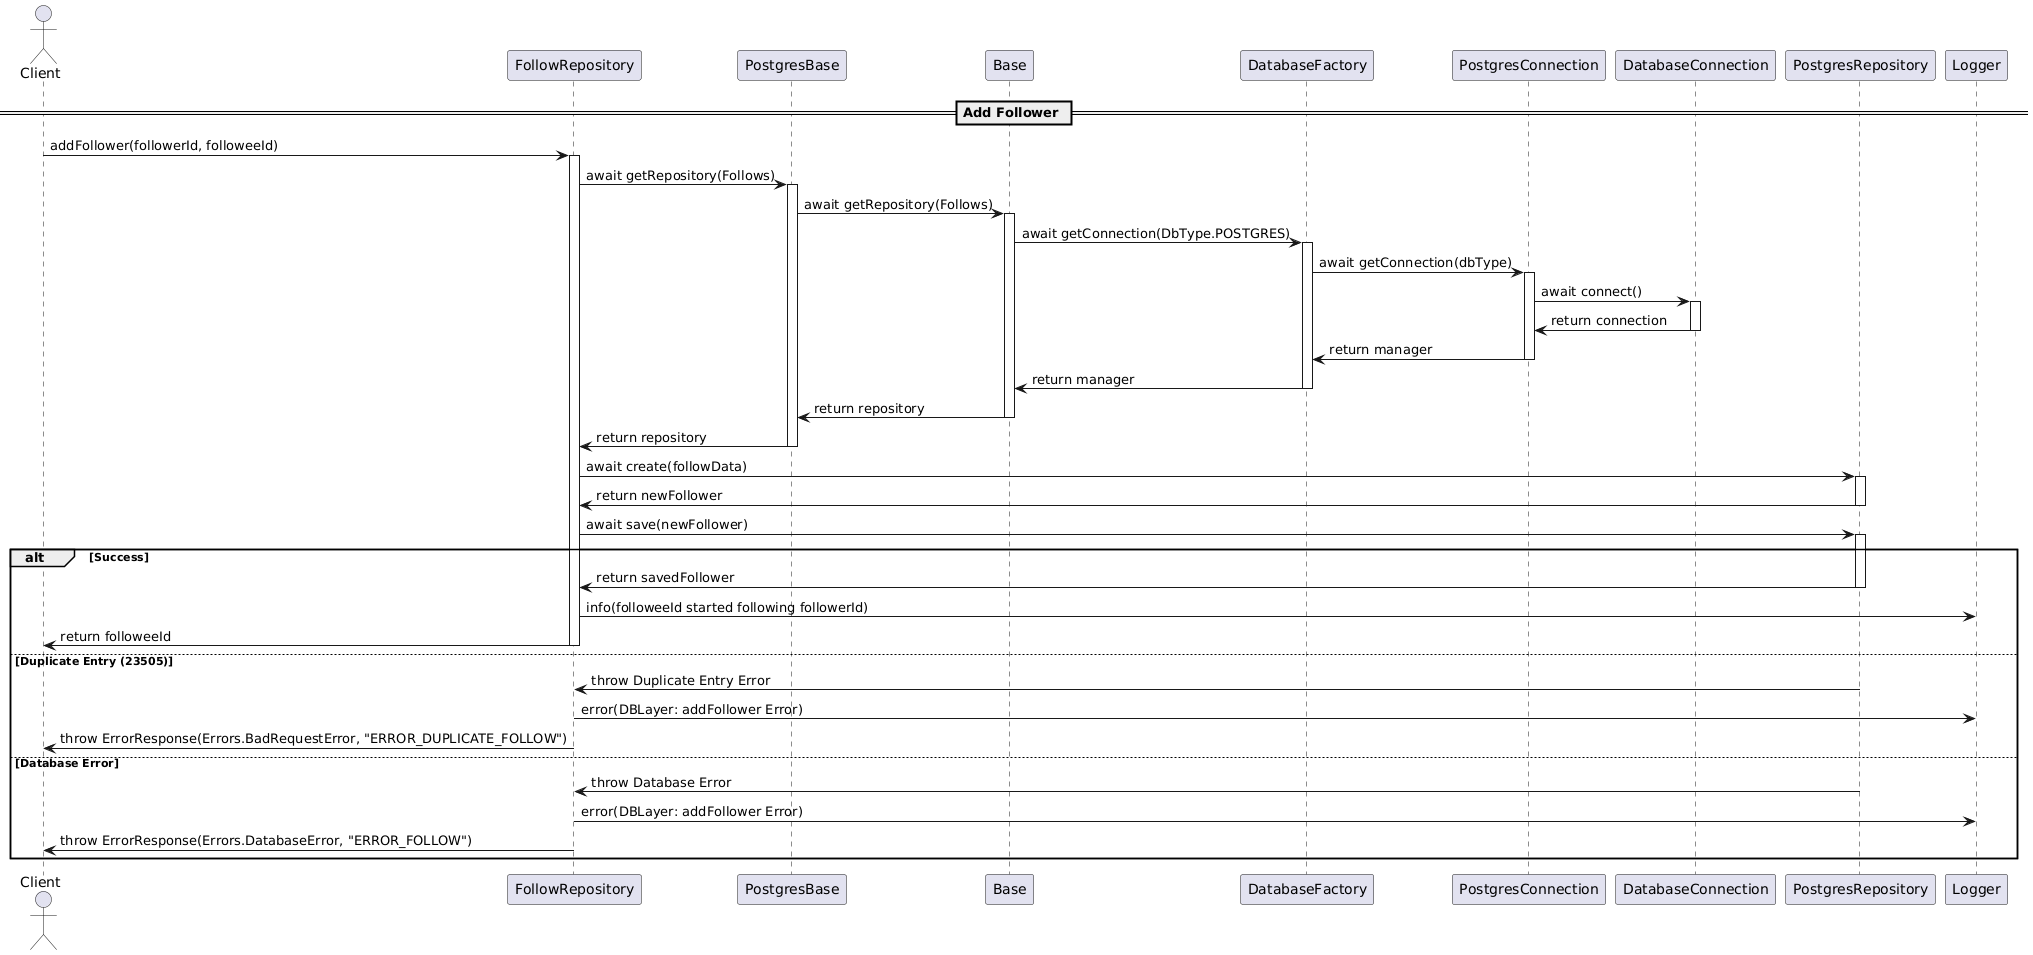 Client
FollowRepository
PostgresBase
Base
DatabaseFactory
PostgresConnection
DatabaseConnection
PostgresRepository
Logger
Add Follower
addFollower(followerId, followeeId)
await getRepository(Follows)
await getRepository(Follows)
await getConnection(DbType.POSTGRES)
await getConnection(dbType)
await connect()
return connection
return manager
return manager
return repository
return repository
await create(followData)
return newFollower
await save(newFollower)
alt [Success]
return savedFollower
info(followeeId started following followerId)
return followeeId
[Duplicate Entry (23505)]
throw Duplicate Entry Error
error(DBLayer: addFollower Error)
throw ErrorResponse(Errors.BadRequestError, "ERROR_DUPLICATE_FOLLOW")
[Database Error]
throw Database Error
error(DBLayer: addFollower Error)
throw ErrorResponse(Errors.DatabaseError, "ERROR_FOLLOW")
Client
FollowRepository
PostgresBase
Base
DatabaseFactory
PostgresConnection
DatabaseConnection
PostgresRepository
Logger